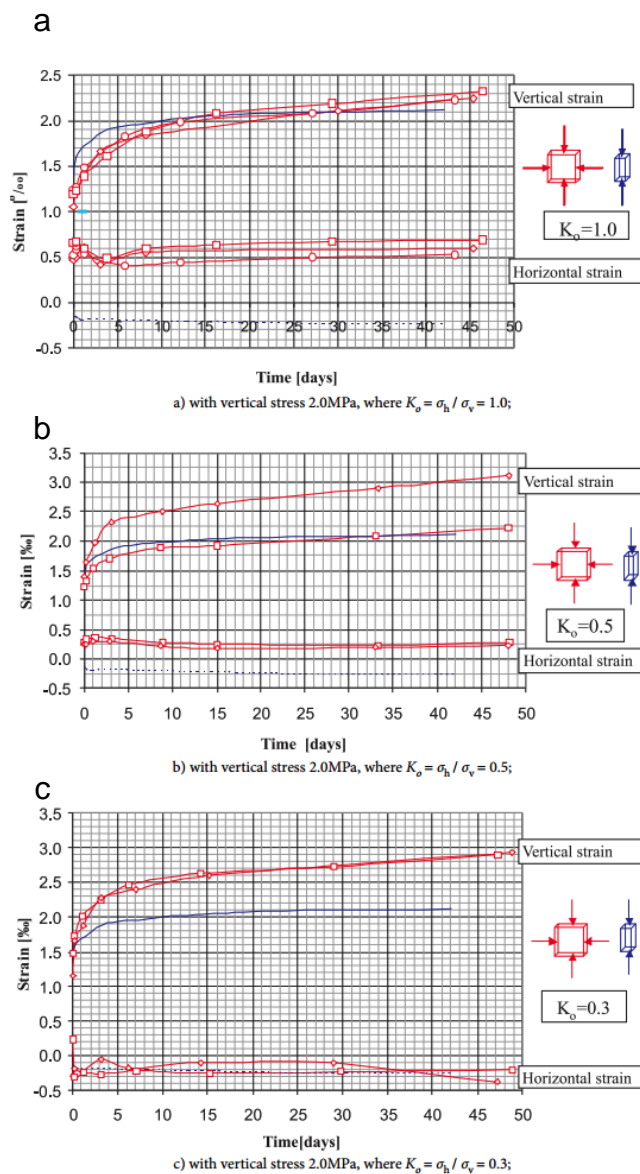 a
2.5
2.0
1.5
1.0
0.5
0.0
-0.5
Strain [°/oo]
0 5 10 15 20 25 30 35 40 45 50
Time [days]
Vertical strain
Kₒ=1.0
Horizontal strain
a) with vertical stress 2.0MPa, where Kₒ = σₕ / σᵥ = 1.0;
b
3.5
3.0
2.5
2.0
1.5
1.0
0.5
0.0
-0.5
Strain [‰]
0 5 10 15 20 25 30 35 40 45 50
Time [days]
Vertical strain
Kₒ=0.5
Horizontal strain
b) with vertical stress 2.0MPa, where Kₒ = σₕ / σᵥ = 0.5;
c
3.5
3.0
2.5
2.0
1.5
1.0
0.5
0.0
-0.5
Strain [‰]
0 5 10 15 20 25 30 35 40 45 50
Time[days]
Vertical strain
Kₒ=0.3
Horizontal strain
c) with vertical stress 2.0MPa, where Kₒ = σₕ / σᵥ = 0.3;